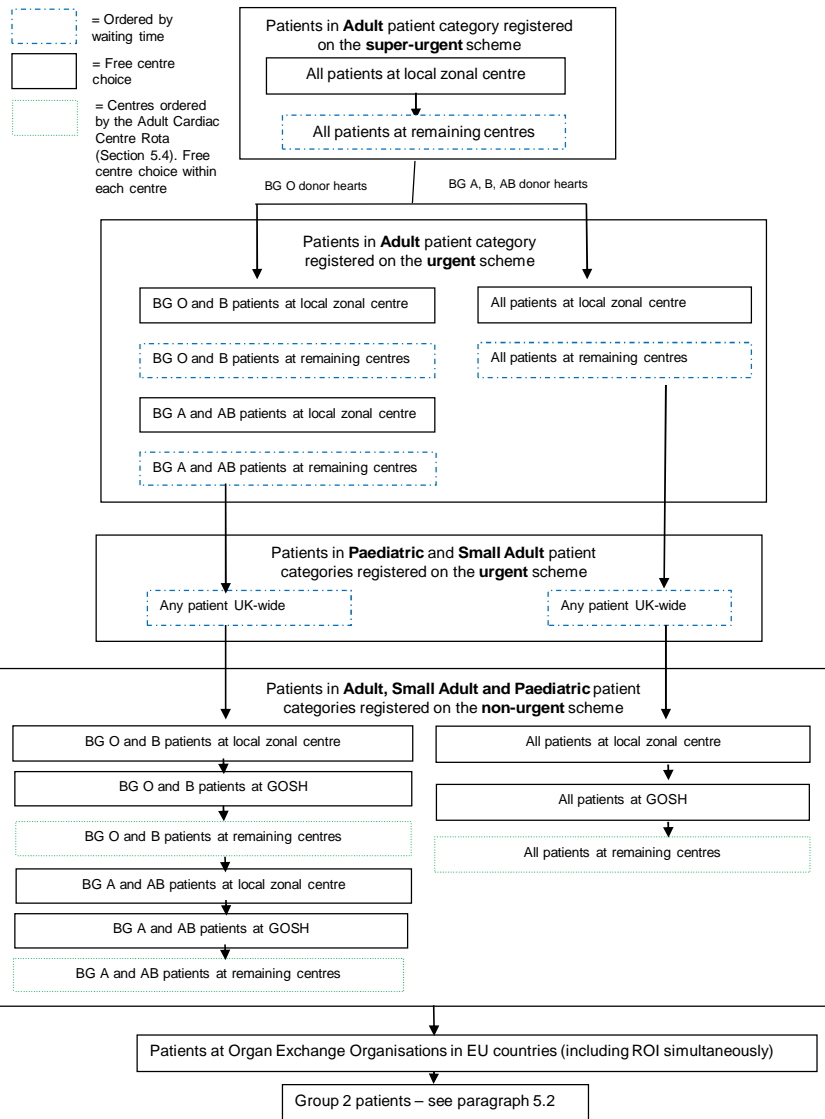 = Ordered by
waiting time
= Free centre
choice
= Centres ordered
by the Adult Cardiac
Centre Rota
(Section 5.4). Free
centre choice within
each centre
Patients in Adult patient category registered
on the super-urgent scheme
All patients at local zonal centre
All patients at remaining centres
BG O donor hearts
BG A, B, AB donor hearts
Patients in Adult patient category
registered on the urgent scheme
BG O and B patients at local zonal centre
BG O and B patients at remaining centres
BG A and AB patients at local zonal centre
BG A and AB patients at remaining centres
All patients at local zonal centre
All patients at remaining centres
Patients in Paediatric and Small Adult patient
categories registered on the urgent scheme
Any patient UK-wide
Any patient UK-wide
Patients in Adult, Small Adult and Paediatric patient
categories registered on the non-urgent scheme
BG O and B patients at local zonal centre
BG O and B patients at GOSH
BG O and B patients at remaining centres
BG A and AB patients at local zonal centre
BG A and AB patients at GOSH
BG A and AB patients at remaining centres
All patients at local zonal centre
All patients at GOSH
All patients at remaining centres
Patients at Organ Exchange Organisations in EU countries (including ROI simultaneously)
Group 2 patients – see paragraph 5.2